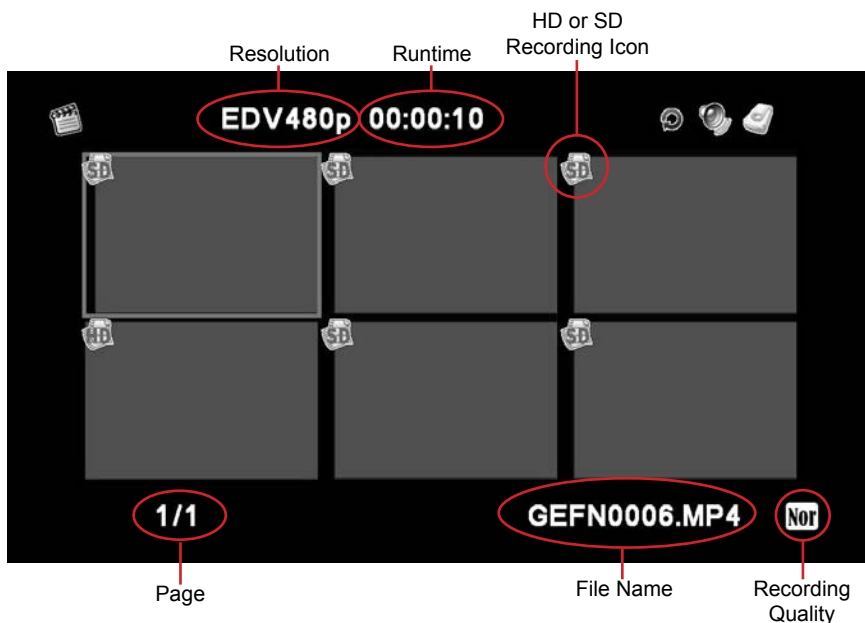 HD or SD
Recording Icon
Resolution
Runtime
EDV480p 00:00:10
SD
SD
SD
HD
SD
SD
1/1
GEFN0006.MP4
Nor
Page
File Name
Recording
Quality